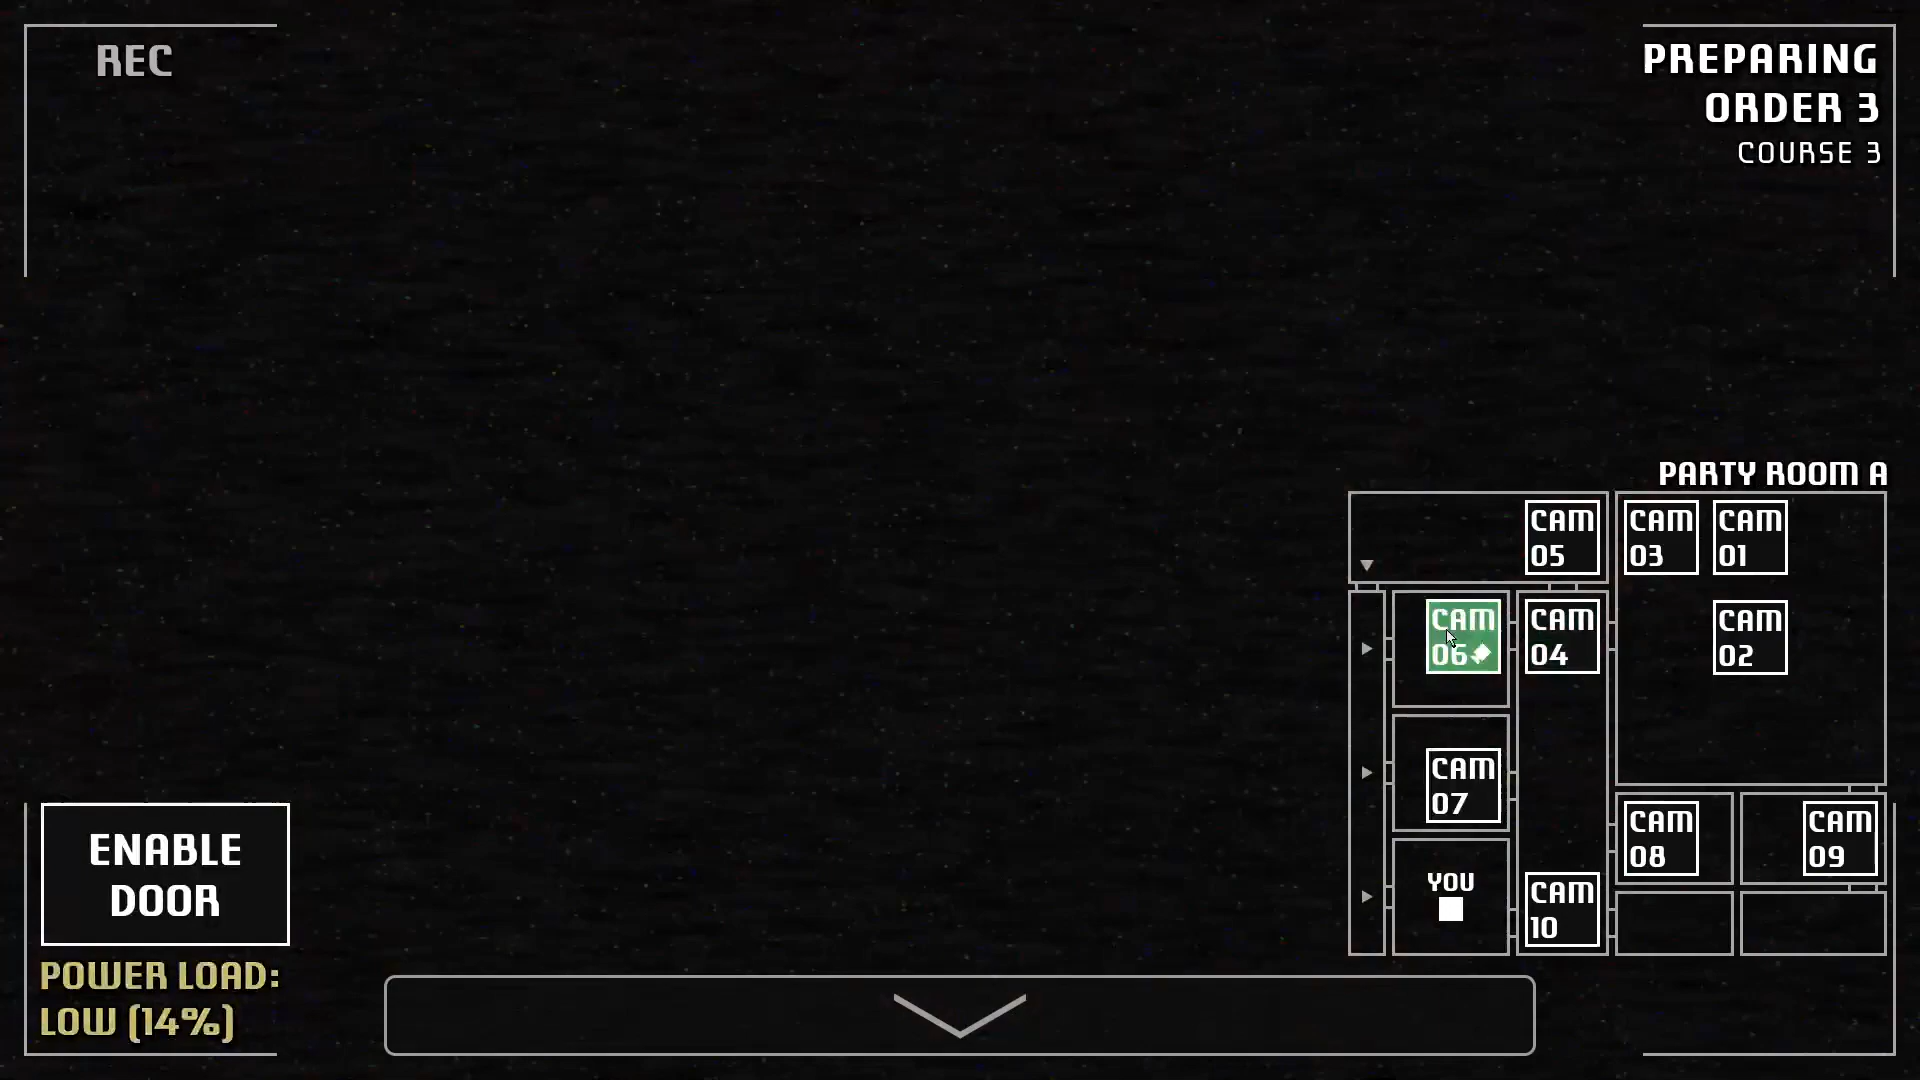 REC
PREPARING
ORDER 3
COURSE 3
PARTY ROOM A
CAM
05
CAM
03
CAM
01
CAM
06
CAM
04
CAM
02
CAM
07
CAM
08
CAM
09
YOU
CAM
10
ENABLE
DOOR
POWER LOAD:
LOW (14%)